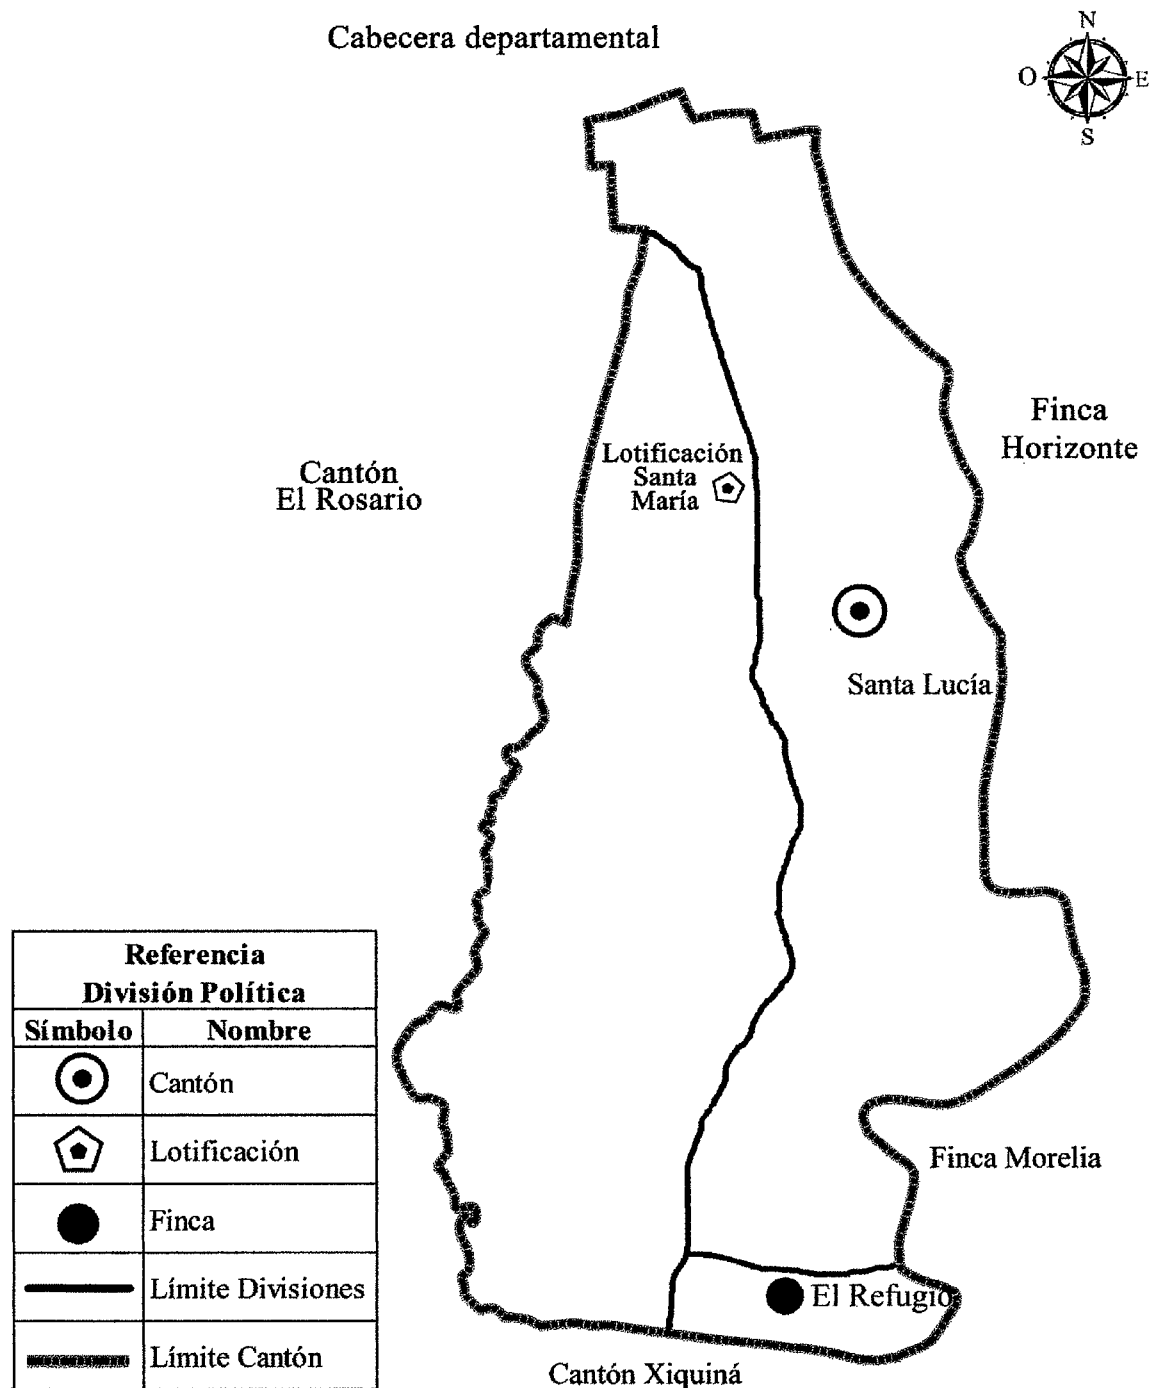 Cabecera departamental
N
O
E
S
Finca
Horizonte
Lotificación
Santa
María
Cantón
El Rosario
Santa Lucía
Referencia
División Política
Símbolo Nombre
Cantón
Lotificación
Finca
Límite Divisiones
Límite Cantón
Finca Morelia
El Refugio
Cantón Xiquiná